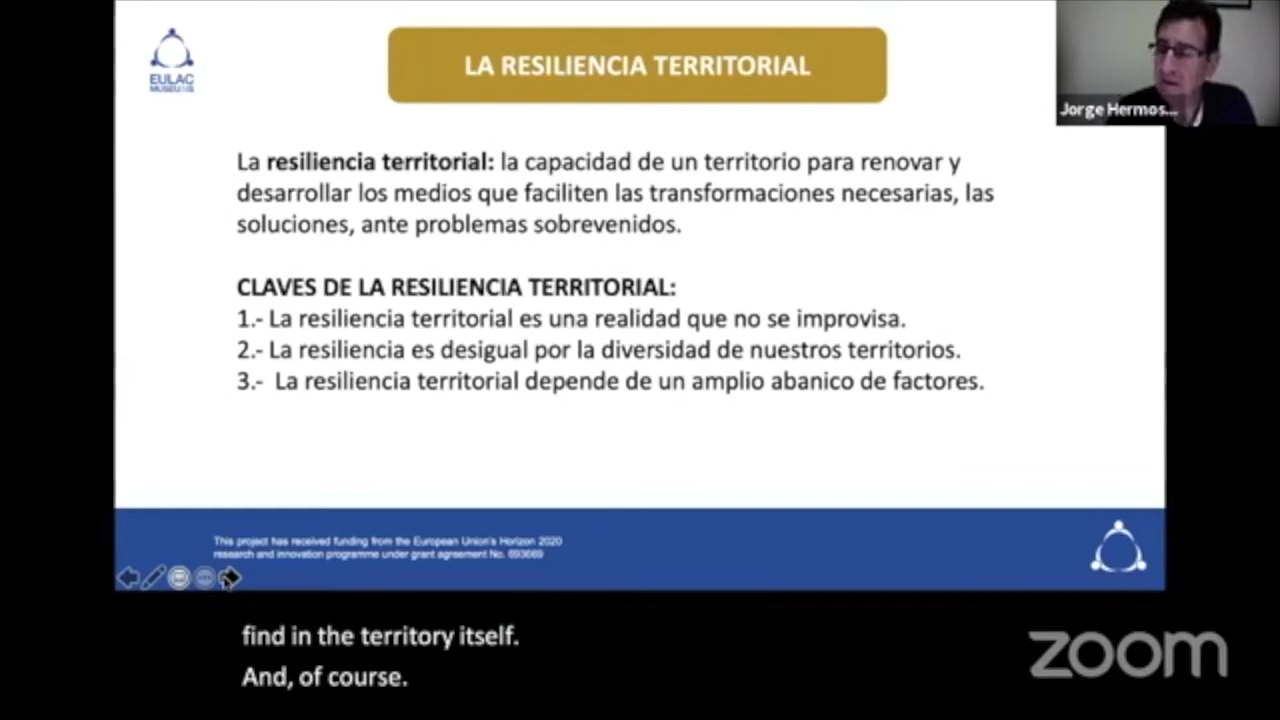 EULAC
MUSEUMS
LA RESILIENCIA TERRITORIAL
Jorge Hermos...
La resiliencia territorial: la capacidad de un territorio para renovar y
desarrollar los medios que faciliten las transformaciones necesarias, las
soluciones, ante problemas sobrevenidos.
CLAVES DE LA RESILIENCIA TERRITORIAL:
1.- La resiliencia territorial es una realidad que no se improvisa.
2.- La resiliencia es desigual por la diversidad de nuestros territorios.
3.- La resiliencia territorial depende de un amplio abanico de factores.
This project has received funding from the European Union's Horizon 2020
research and innovation programme under grant agreement No. 693669
find in the territory itself.
And, of course.
zoom